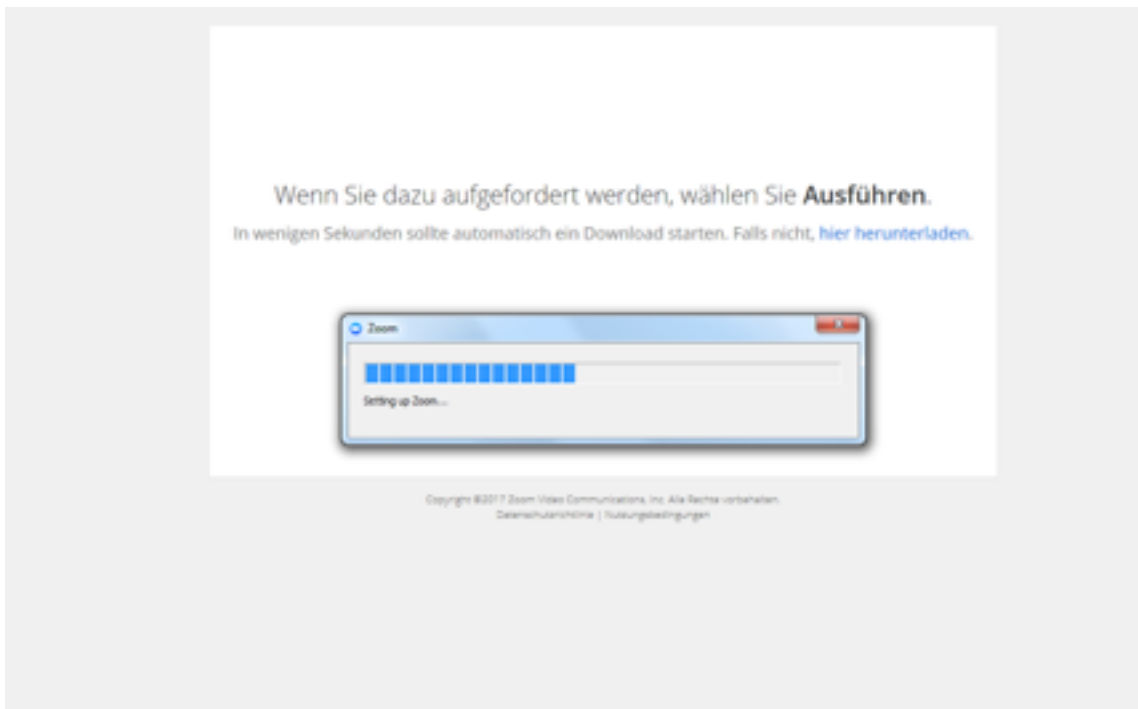 Wenn Sie dazu aufgefordert werden, wählen Sie Ausführen.
In wenigen Sekunden sollte automatisch ein Download starten. Falls nicht, hier herunterladen.
Zoom
Setting up Zoom...
Copyright ©2017 Zoom Video Communications, Inc. Alle Rechte vorbehalten.
Datenschutzrichtlinie | Nutzungsbedingungen